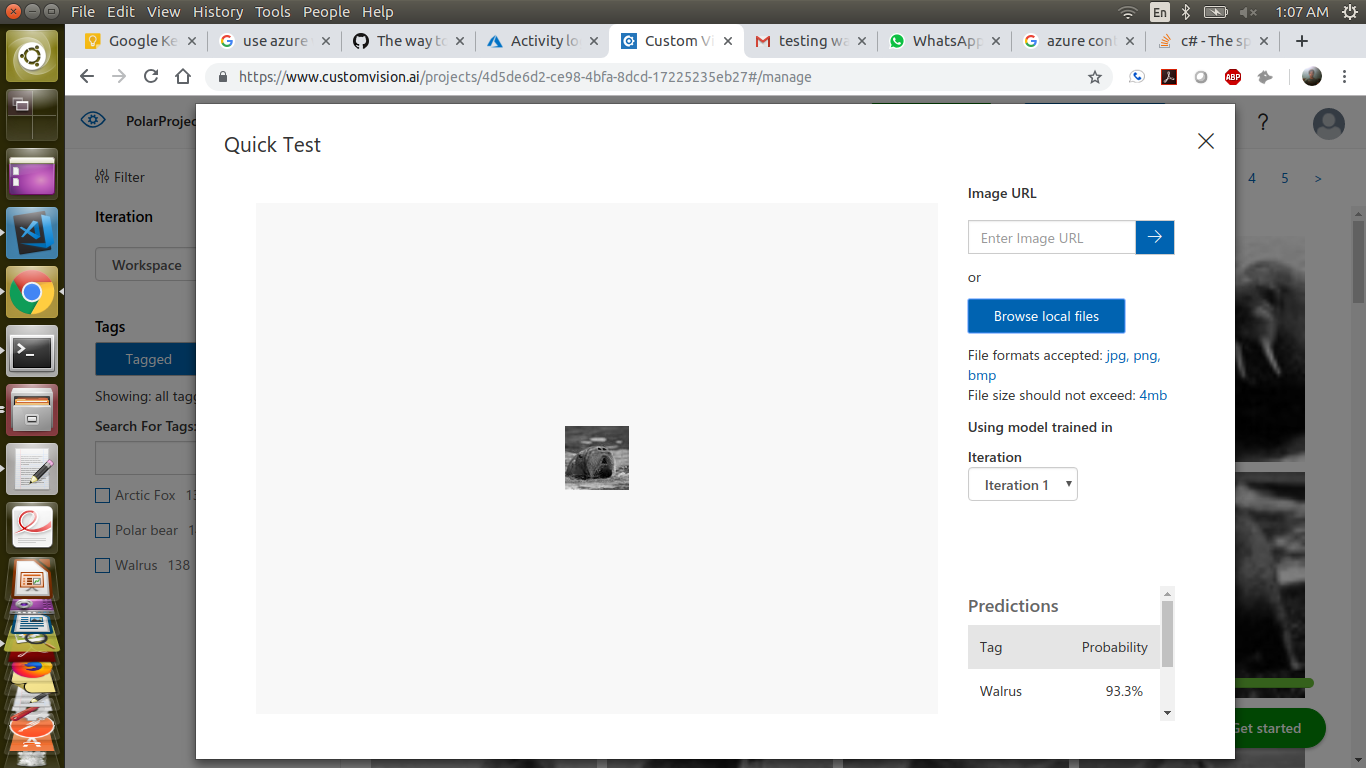 File Edit View History Tools People Help
En
1:07 AM
Google Ke
use azure
The way to
Activity lo
Custom Vi
testing wa
WhatsApp
azure con
c# - The sp
https://www.customvision.ai/projects/4d5de6d2-ce98-4bfa-8dcd-17225235eb27#/manage
ABP
PolarProjec
?
Quick Test
Filter
4 5 >
Iteration
Workspace
Image URL
Enter Image URL
or
Browse local files
File formats accepted: jpg, png,
bmp
File size should not exceed: 4mb
Using model trained in
Iteration
Iteration 1
Tags
Tagged
Showing: all tagg
Search For Tags:
Arctic Fox 13
Polar bear 1
Walrus 138
Predictions
Tag Probability
Walrus 93.3%
Get started